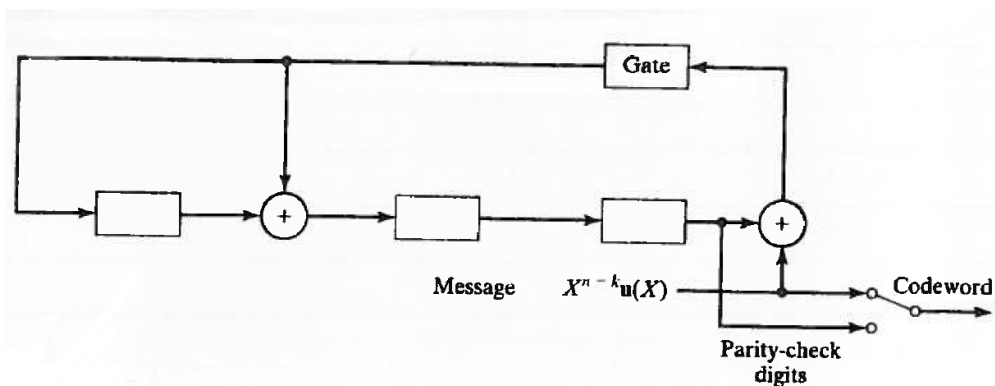 Gate
+
+
Message
X^{n - k}u(X)
Codeword
Parity-check
digits